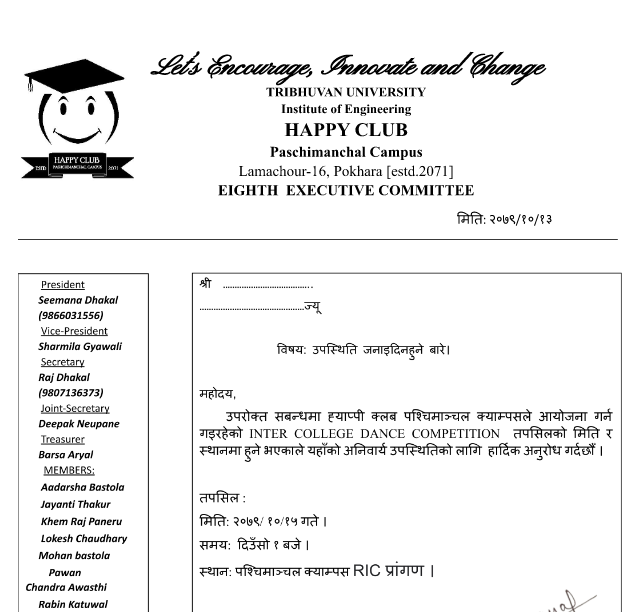 Let's Encourage, Innovate and Change
TRIBHUVAN UNIVERSITY
Institute of Engineering
HAPPY CLUB
Paschimanchal Campus
Lamachour-16, Pokhara [estd.2071]
EIGHTH EXECUTIVE COMMITTEE
HAPPY CLUB
PASCHIMANCHAL CAMPUS
ESTD
2071
मिति: २०७९/१०/१३
President
Seemana Dhakal
(9866031556)
Vice-President
Sharmila Gyawali
Secretary
Raj Dhakal
(9807136373)
Joint-Secretary
Deepak Neupane
Treasurer
Barsa Aryal
MEMBERS:
Aadarsha Bastola
Jayanti Thakur
Khem Raj Paneru
Lokesh Chaudhary
Mohan bastola
Pawan
Chandra Awasthi
Rabin Katuwal
श्री ........................................
................................................ज्यू
विषय: उपस्थिति जनाइदिनहुने बारे।
महोदय,
उपरोक्त सबन्धमा ह्याप्पी क्लब पश्चिमाञ्चल क्याम्पसले आयोजना गर्न
गइरहेको INTER COLLEGE DANCE COMPETITION तपसिलको मिति र
स्थानमा हुने भएकाले यहाँको अनिवार्य उपस्थितिको लागि हार्दिक अनुरोध गर्दछौँ ।
तपसिल :
मिति: २०७९/ १०/१५ गते ।
समय: दिउँसो १ बजे ।
स्थान: पश्चिमाञ्चल क्याम्पस RIC प्रांगण ।